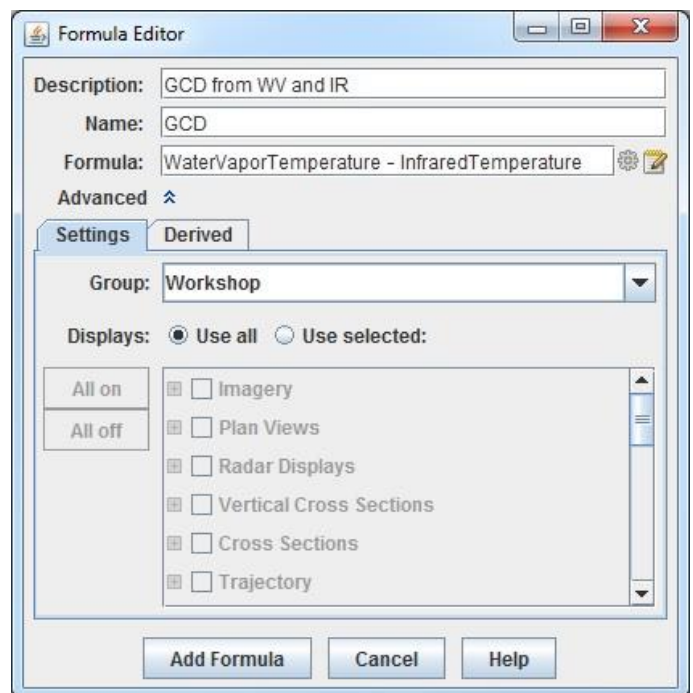 Formula Editor
Description: GCD from WV and IR
Name: GCD
Formula: WaterVaporTemperature - InfraredTemperature
Advanced
Settings Derived
Group: Workshop
Displays: Use all Use selected:
All on
All off
Imagery
Plan Views
Radar Displays
Vertical Cross Sections
Cross Sections
Trajectory
Add Formula Cancel Help